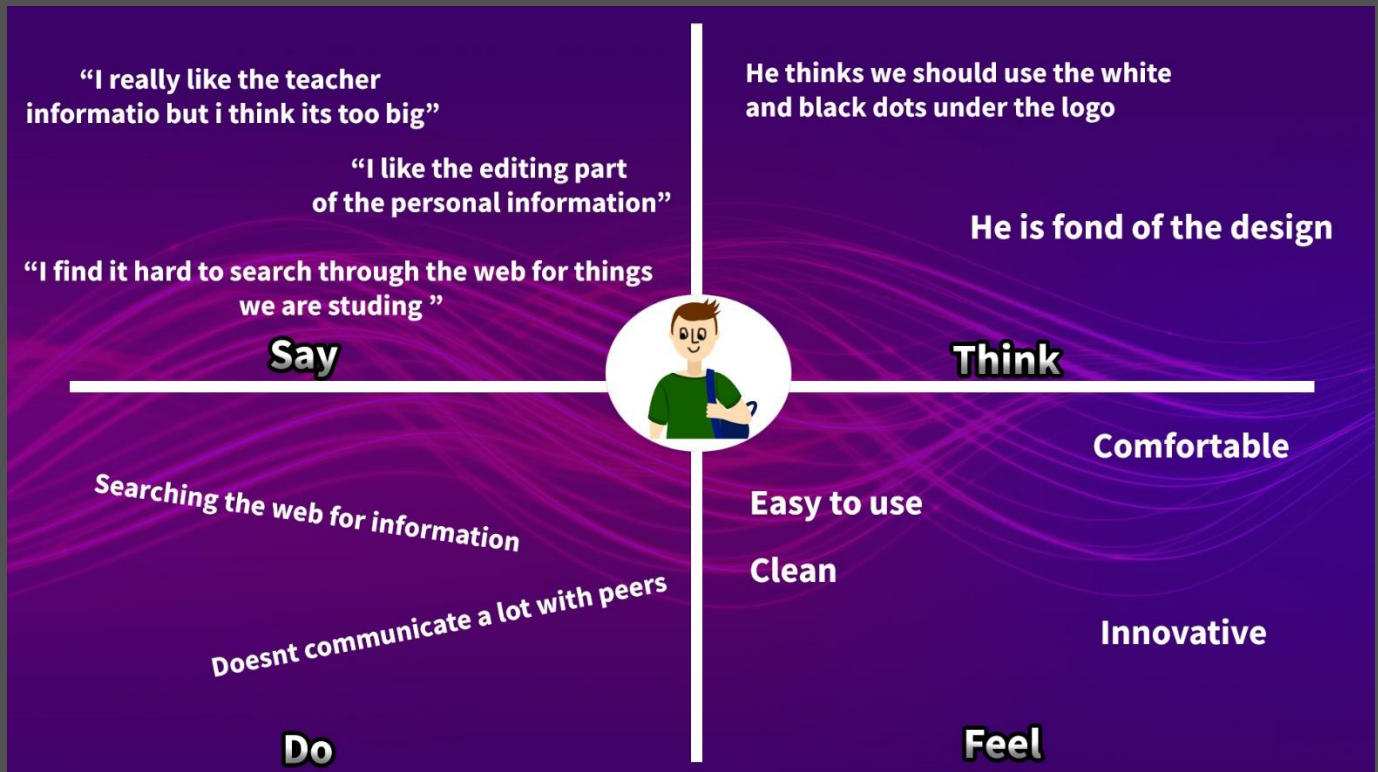 “I really like the teacher
informatio but i think its too big”
“I like the editing part
of the personal information”
“I find it hard to search through the web for things
we are studing ”
Say
He thinks we should use the white
and black dots under the logo
He is fond of the design
Think
Searching the web for information
Doesnt communicate a lot with peers
Do
Comfortable
Easy to use
Clean
Innovative
Feel